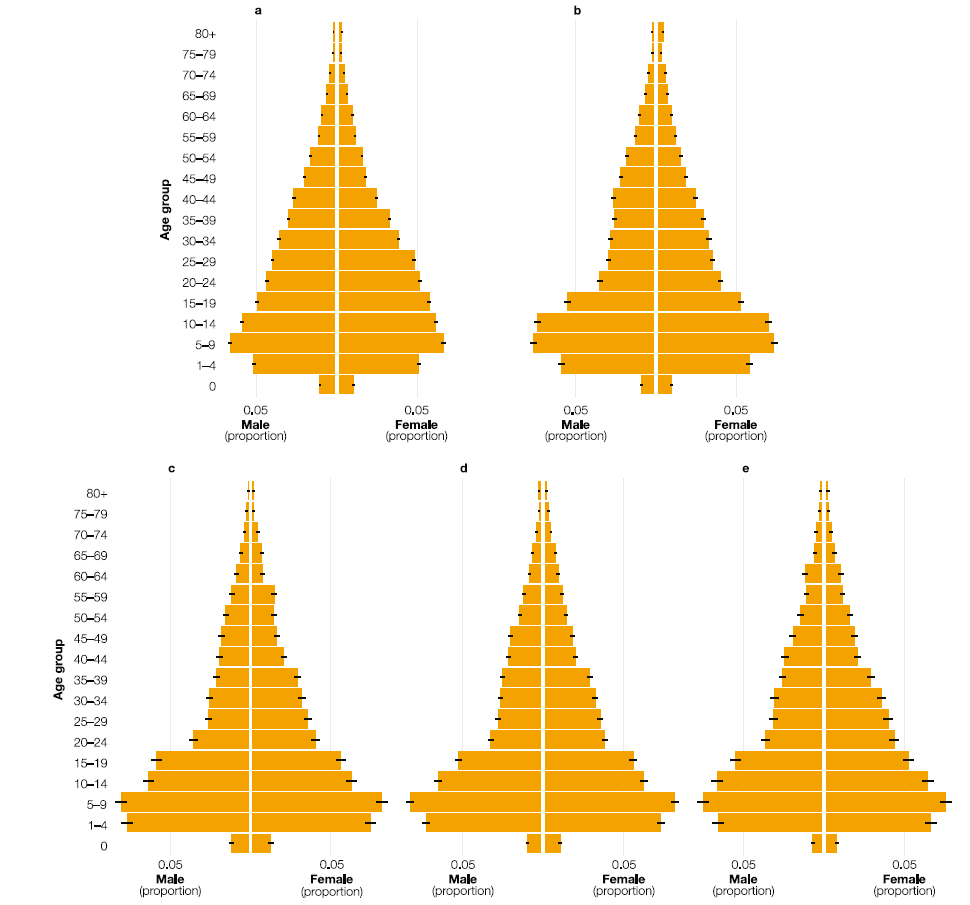 a
b
80+
75–79
70–74
65–69
60–64
55–59
50–54
45–49
40–44
35–39
30–34
25–29
20–24
15–19
10–14
5–9
1–4
0
Age group
0.05
0.05
0.05
0.05
Male
Female
Male
Female
(proportion)
(proportion)
(proportion)
(proportion)
c
d
e
80+
75–79
70–74
65–69
60–64
55–59
50–54
45–49
40–44
35–39
30–34
25–29
20–24
15–19
10–14
5–9
1–4
0
Age group
0.05
0.05
0.05
0.05
0.05
0.05
Male
Female
Male
Female
Male
Female
(proportion)
(proportion)
(proportion)
(proportion)
(proportion)
(proportion)